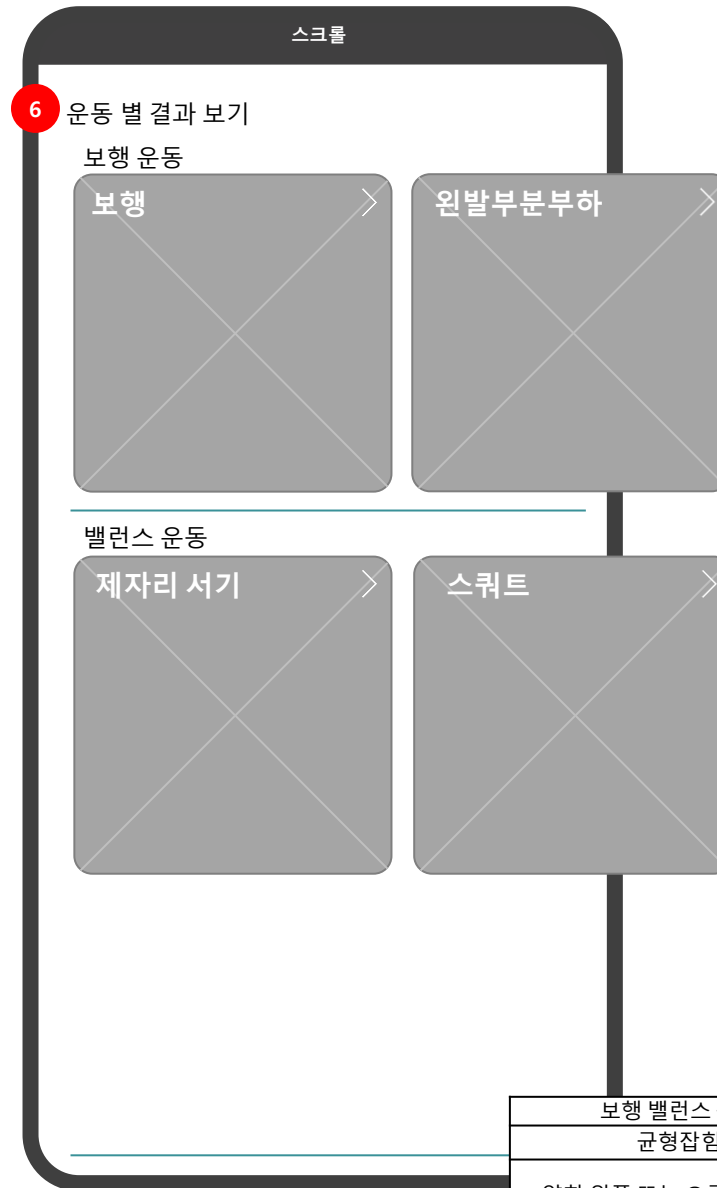 스크롤
6 운동 별 결과 보기
보행 운동
보행 왼발부분부하
밸런스 운동
제자리 서기 스쿼트
보행 밸런스
균형잡힘